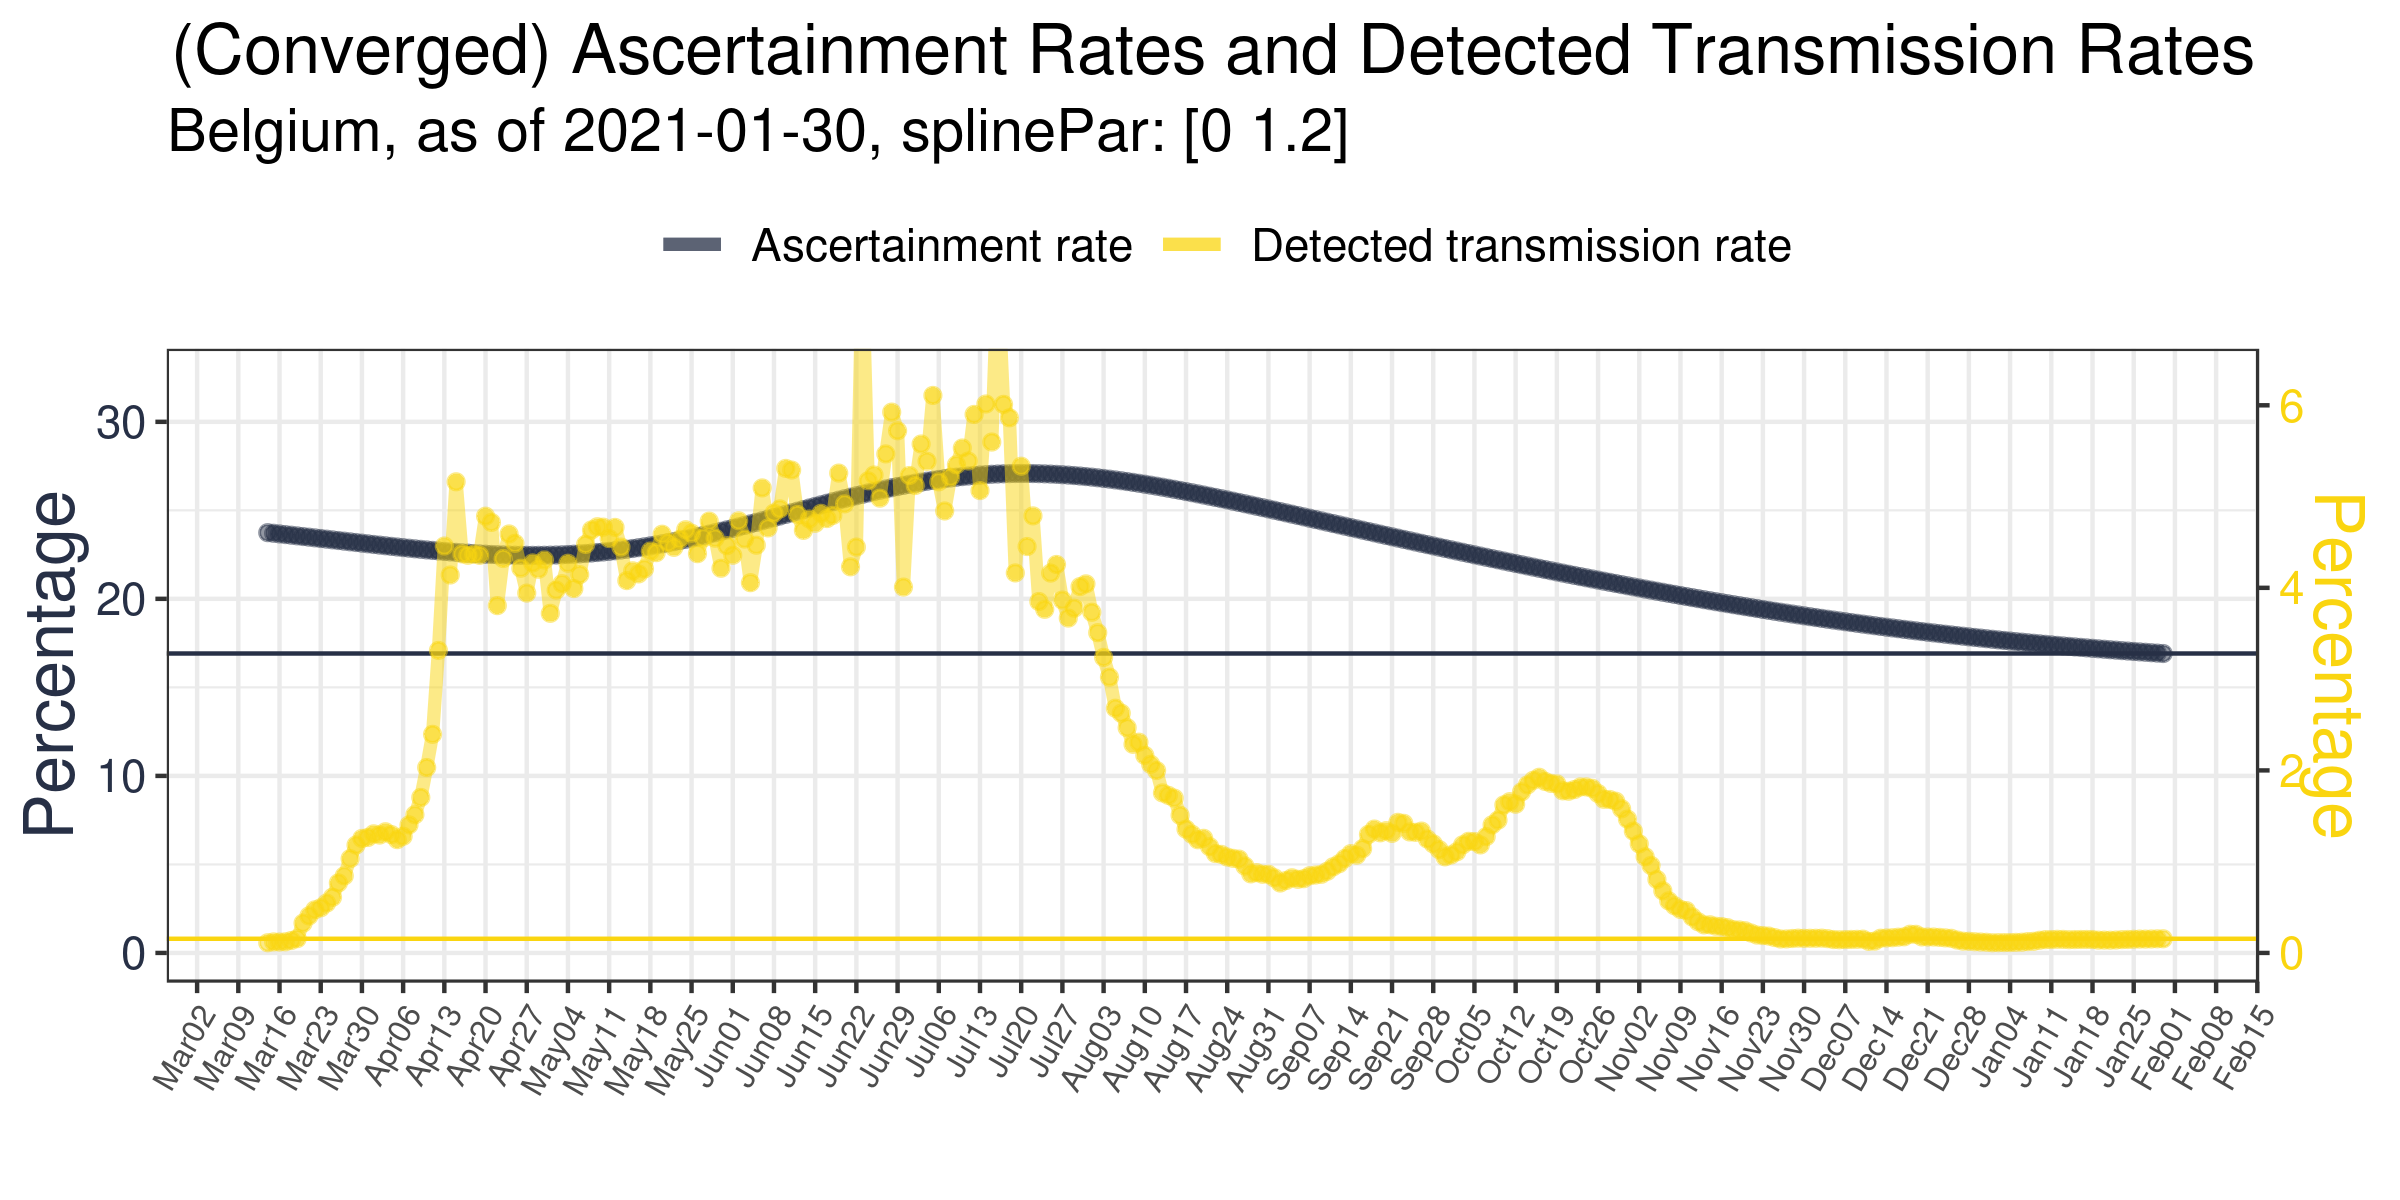 (Converged) Ascertainment Rates and Detected Transmission Rates
Belgium, as of 2021-01-30, splinePar: [0 1.2]
Ascertainment rate
Detected transmission rate
Percentage
30
20
10
0
6
4
2
0
Percentage
Mar02
Mar09
Mar16
Mar23
Mar30
Apr06
Apr13
Apr20
Apr27
May04
May11
May18
May25
Jun01
Jun08
Jun15
Jun22
Jun29
Jul06
Jul13
Jul20
Jul27
Aug03
Aug10
Aug17
Aug24
Aug31
Sep07
Sep14
Sep21
Sep28
Oct05
Oct12
Oct19
Oct26
Nov02
Nov09
Nov16
Nov23
Nov30
Dec07
Dec14
Dec21
Dec28
Jan04
Jan11
Jan18
Jan25
Feb01
Feb08
Feb15